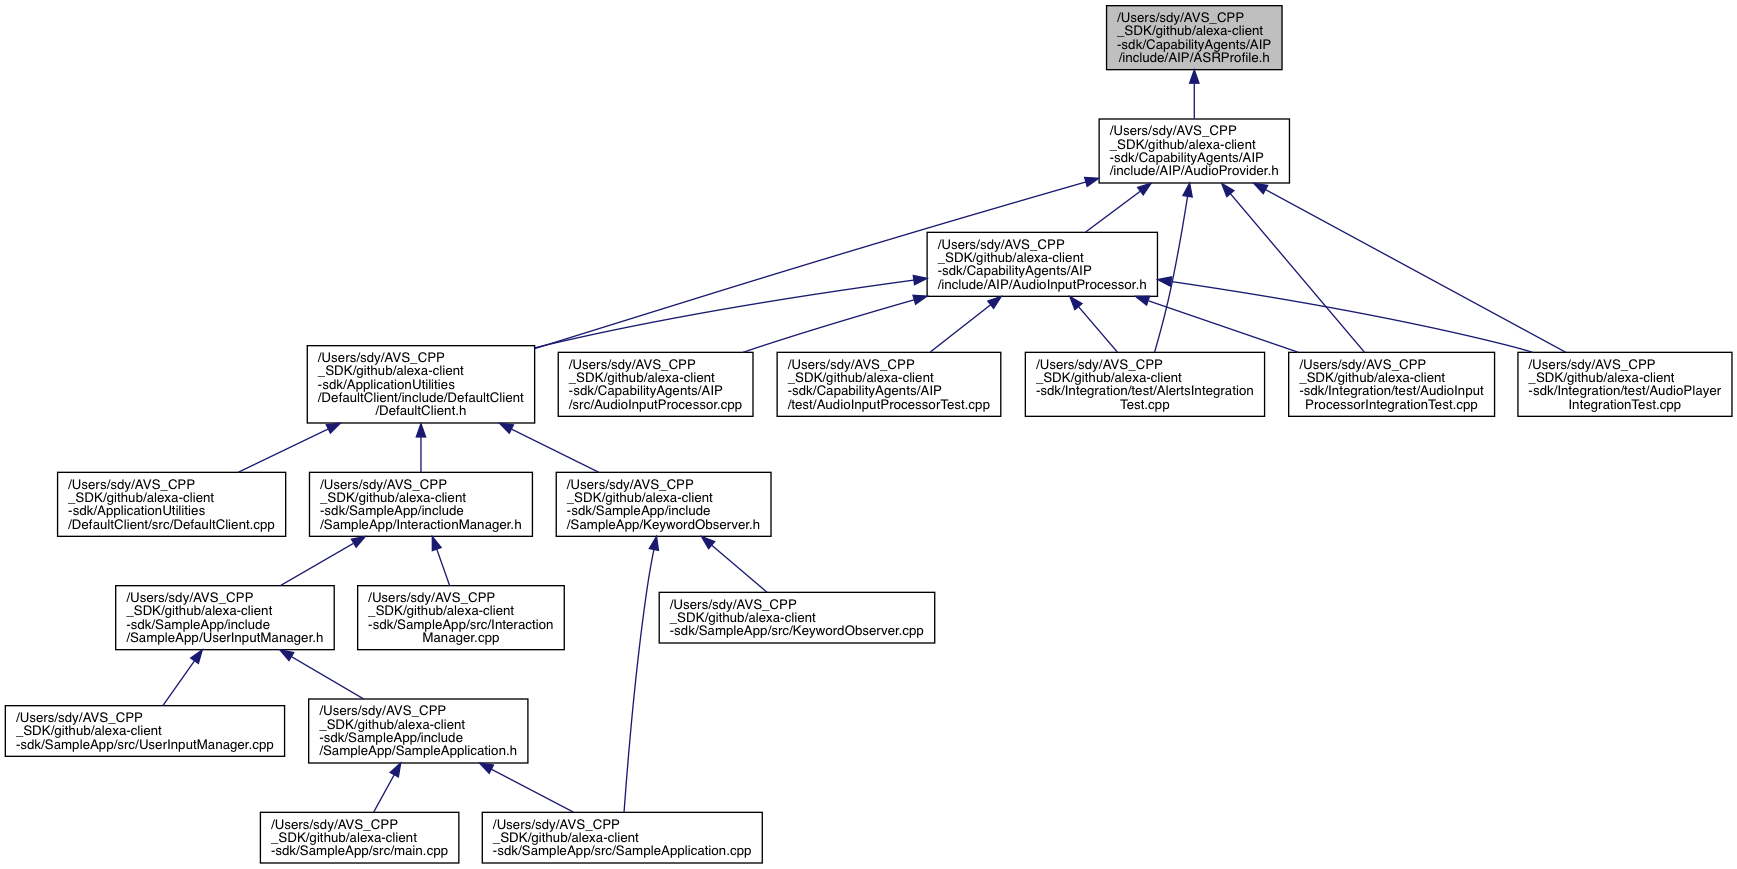 /Users/sdy/AVS_CPP
_SDK/github/alexa-client
-sdk/CapabilityAgents/AIP
/include/AIP/ASRProfile.h
/Users/sdy/AVS_CPP
_SDK/github/alexa-client
-sdk/CapabilityAgents/AIP
/include/AIP/AudioProvider.h
/Users/sdy/AVS_CPP
_SDK/github/alexa-client
-sdk/CapabilityAgents/AIP
/include/AIP/AudioInputProcessor.h
/Users/sdy/AVS_CPP
_SDK/github/alexa-client
-sdk/ApplicationUtilities
/DefaultClient/include/DefaultClient
/DefaultClient.h
/Users/sdy/AVS_CPP
_SDK/github/alexa-client
-sdk/CapabilityAgents/AIP
/src/AudioInputProcessor.cpp
/Users/sdy/AVS_CPP
_SDK/github/alexa-client
-sdk/CapabilityAgents/AIP
/test/AudioInputProcessorTest.cpp
/Users/sdy/AVS_CPP
_SDK/github/alexa-client
-sdk/Integration/test/AlertsIntegration
Test.cpp
/Users/sdy/AVS_CPP
_SDK/github/alexa-client
-sdk/Integration/test/AudioInput
ProcessorIntegrationTest.cpp
/Users/sdy/AVS_CPP
_SDK/github/alexa-client
-sdk/Integration/test/AudioPlayer
IntegrationTest.cpp
/Users/sdy/AVS_CPP
_SDK/github/alexa-client
-sdk/ApplicationUtilities
/DefaultClient/src/DefaultClient.cpp
/Users/sdy/AVS_CPP
_SDK/github/alexa-client
-sdk/SampleApp/include
/SampleApp/InteractionManager.h
/Users/sdy/AVS_CPP
_SDK/github/alexa-client
-sdk/SampleApp/include
/SampleApp/KeywordObserver.h
/Users/sdy/AVS_CPP
_SDK/github/alexa-client
-sdk/SampleApp/include
/SampleApp/UserInputManager.h
/Users/sdy/AVS_CPP
_SDK/github/alexa-client
-sdk/SampleApp/src/Interaction
Manager.cpp
/Users/sdy/AVS_CPP
_SDK/github/alexa-client
-sdk/SampleApp/src/KeywordObserver.cpp
/Users/sdy/AVS_CPP
_SDK/github/alexa-client
-sdk/SampleApp/src/UserInputManager.cpp
/Users/sdy/AVS_CPP
_SDK/github/alexa-client
-sdk/SampleApp/include
/SampleApp/SampleApplication.h
/Users/sdy/AVS_CPP
_SDK/github/alexa-client
-sdk/SampleApp/src/main.cpp
/Users/sdy/AVS_CPP
_SDK/github/alexa-client
-sdk/SampleApp/src/SampleApplication.cpp